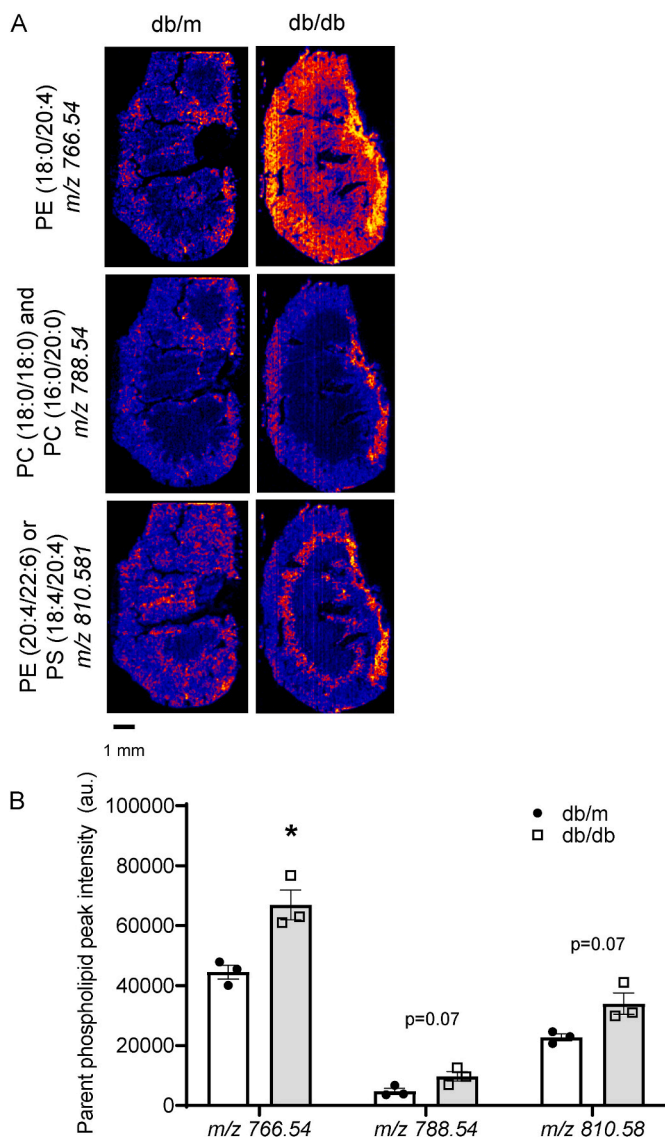 A
db/m
db/db
PE (18:0/20:4)
m/z 766.54
PC (18:0/18:0) and
PC (16:0/20:0)
m/z 788.54
PE (20:4/22:6) or
PS (18:4/20:4)
m/z 810.581
1 mm
B
Parent phospholipid peak intensity (au.)
100000
80000
60000
40000
20000
0
*
p=0.07
p=0.07
db/m
db/db
m/z 766.54
m/z 788.54
m/z 810.58